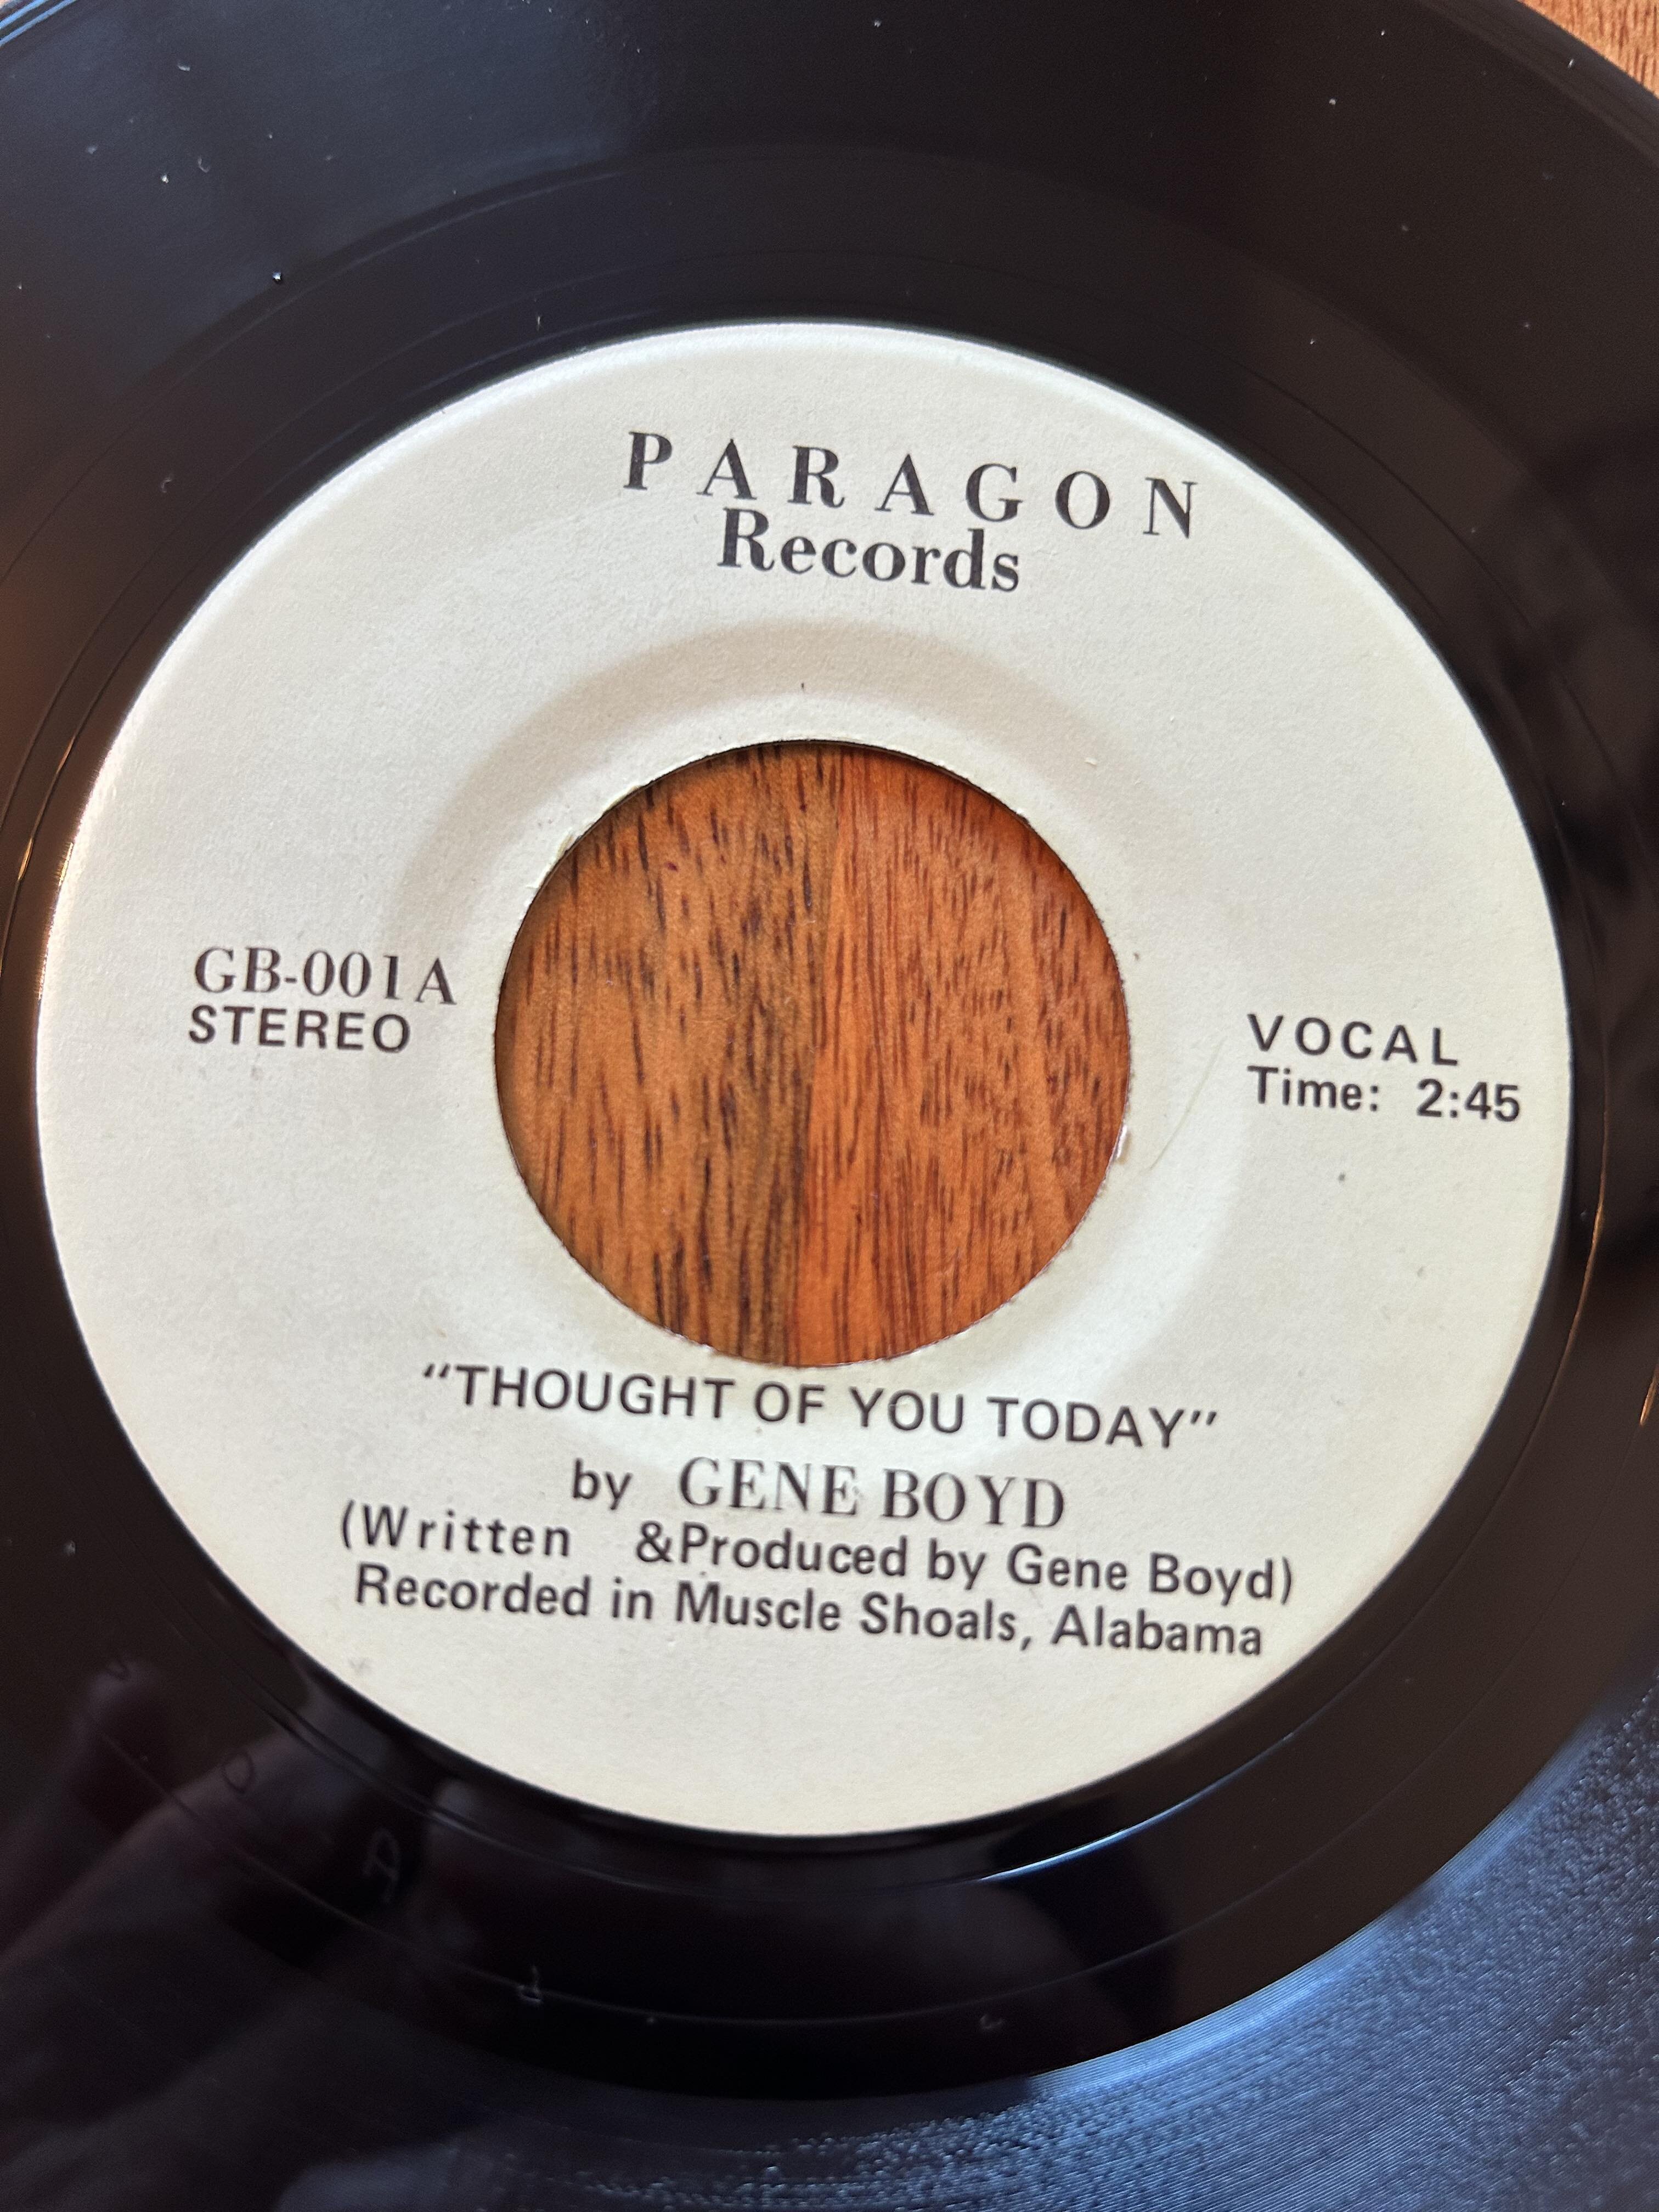 PARAGON
Records
GB-001A
STEREO
VOCAL
Time: 2:45
"THOUGHT OF YOU TODAY"
by GENE BOYD
(Written &Produced by Gene Boyd)
Recorded in Muscle Shoals, Alabama